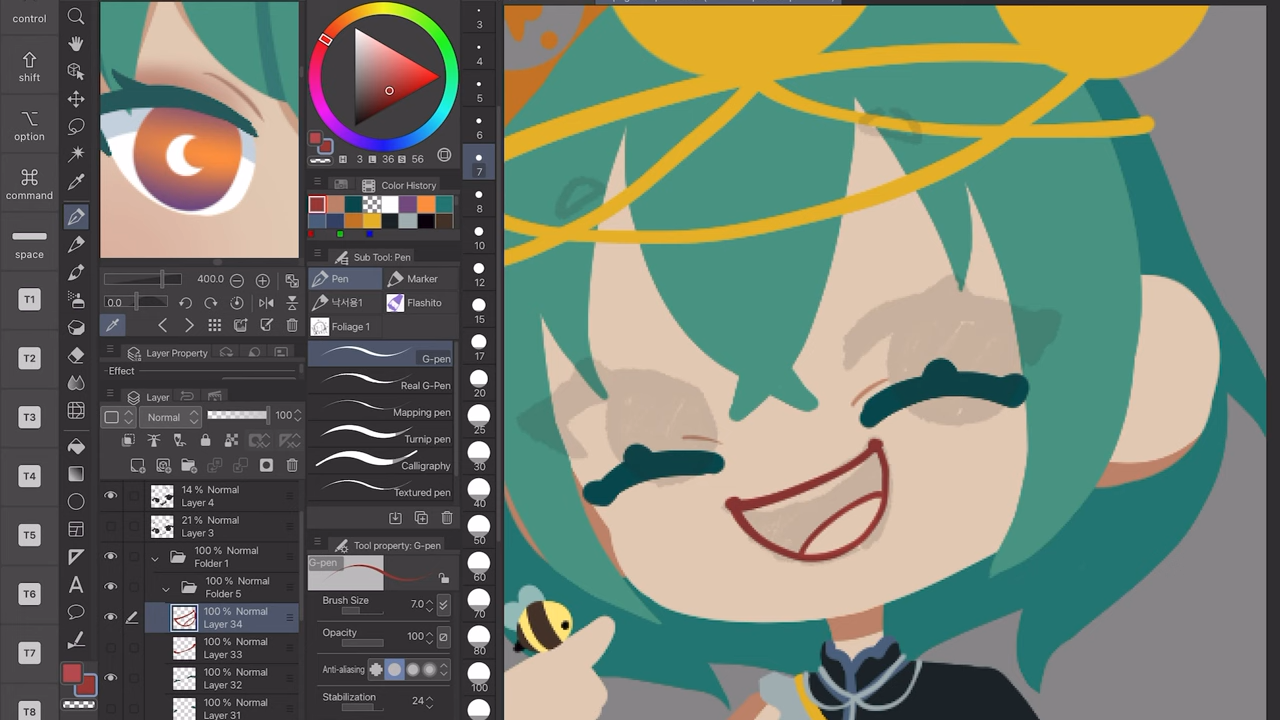 control
shift
option
command
space
T1
T2
T3
T4
T5
T6
T7
T8
400.0
0.0
Layer Property
Effect
Layer
Normal
100
14 % Normal
Layer 4
21 % Normal
Layer 3
100 % Normal
Folder 1
100 % Normal
Folder 5
100 % Normal
Layer 34
100 % Normal
Layer 33
100 % Normal
Layer 32
100 % Normal
Layer 31
H 3 L 36 S 56
Color History
Sub Tool: Pen
Pen
Marker
낙서용1
Flashito
Foliage 1
G-pen
Real G-Pen
Mapping pen
Turnip pen
Calligraphy
Textured pen
Tool property: G-pen
G-pen
Brush Size 7.0
Opacity 100
Anti-aliasing
Stabilization 24
3
4
5
6
7
8
10
12
15
17
20
25
30
40
50
60
70
80
100